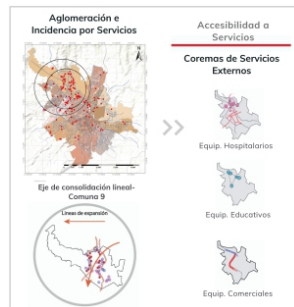 Aglomeración e
Incidencia por Servicios
Eje de consolidación lineal-
Comuna 9
Líneas de expansión
Accesibilidad a
Servicios
Coremas de Servicios
Externos
Equip. Hospitalarios
Equip. Educativos
Equip. Comerciales